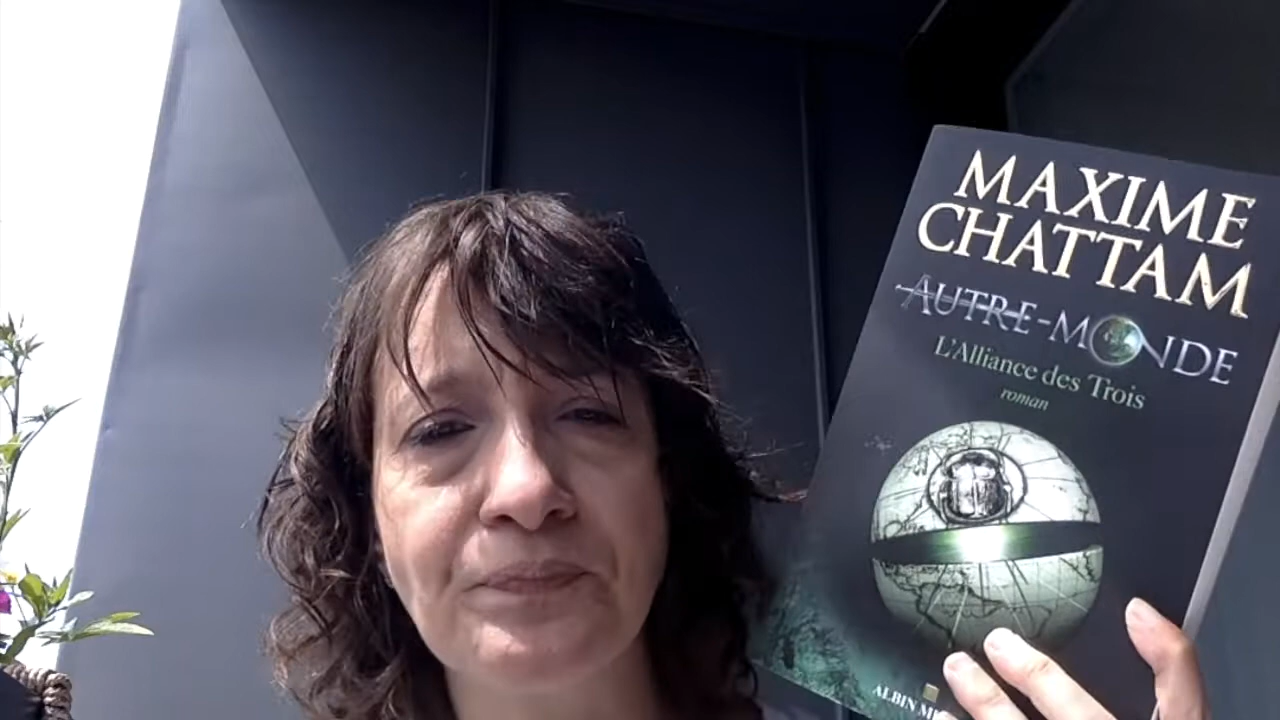 MAXIME
CHATTAM
AUTRE-MONDE
L'Alliance des Trois
roman
ALBIN